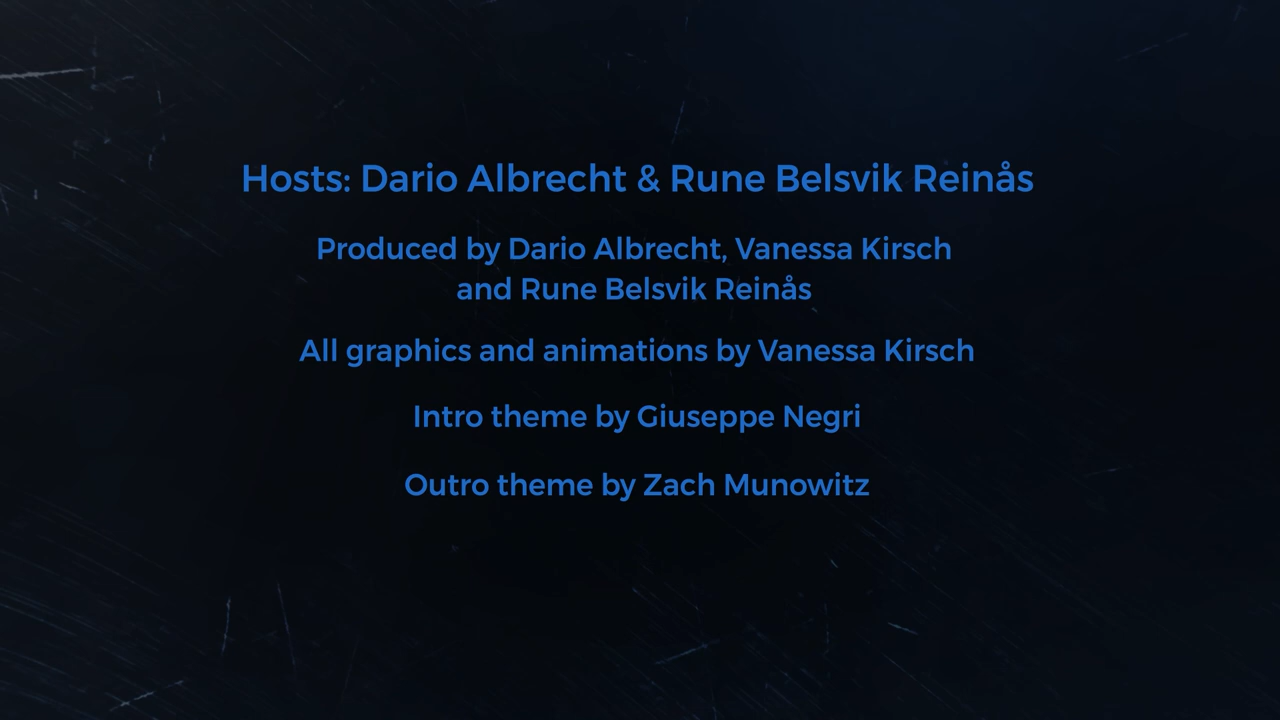 Hosts: Dario Albrecht & Rune Belsvik Reinås
Produced by Dario Albrecht, Vanessa Kirsch
and Rune Belsvik Reinås
All graphics and animations by Vanessa Kirsch
Intro theme by Giuseppe Negri
Outro theme by Zach Munowitz